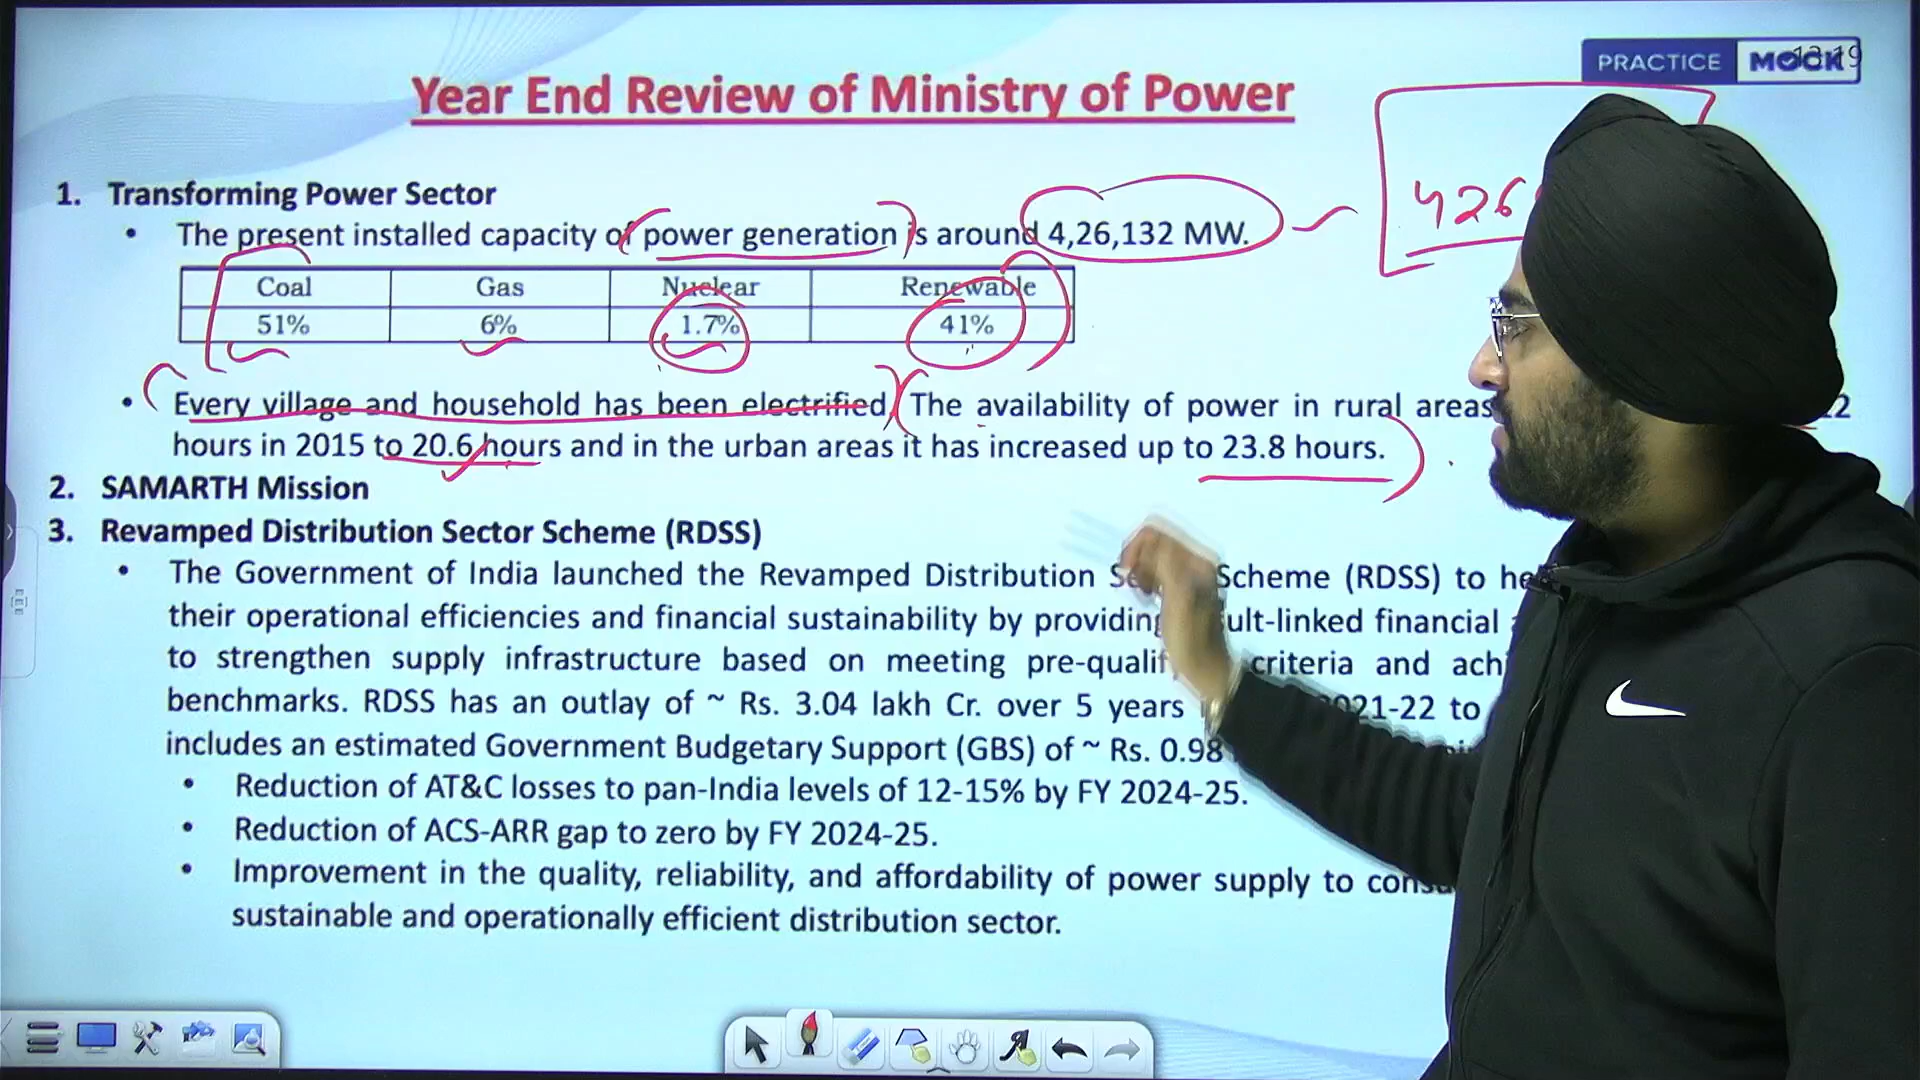 PRACTICE MOCK
Year End Review of Ministry of Power
1. Transforming Power Sector
• The present installed capacity of power generation is around 4,26,132 MW.
426
Coal Gas Nuclear Renewable
51% 6% 1.7% 41%
• Every village and household has been electrified. The availability of power in rural areas
hours in 2015 to 20.6 hours and in the urban areas it has increased up to 23.8 hours.
2. SAMARTH Mission
3. Revamped Distribution Sector Scheme (RDSS)
• The Government of India launched the Revamped Distribution Scheme (RDSS) to
their operational efficiencies and financial sustainability by providing financial
to strengthen supply infrastructure based on meeting criteria and
benchmarks. RDSS has an outlay of ~ Rs. 3.04 lakh Cr. over 5 years to
includes an estimated Government Budgetary Support (GBS) of ~ Rs. 0.98
• Reduction of AT&C losses to pan-India levels of 12-15% by FY 2024-25.
• Reduction of ACS-ARR gap to zero by FY 2024-25.
• Improvement in the quality, reliability, and affordability of power supply to
sustainable and operationally efficient distribution sector.